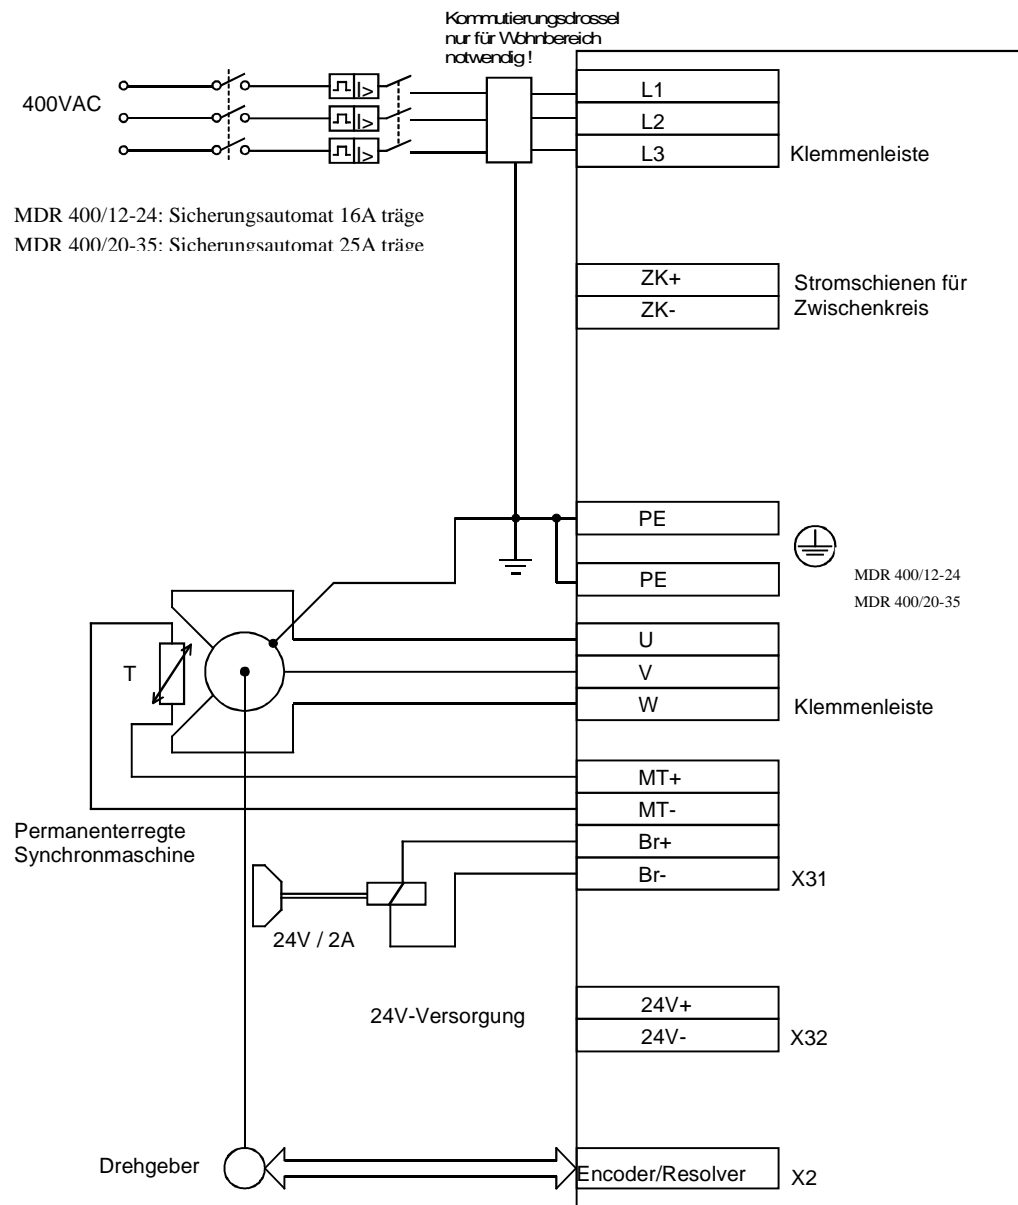 Kommutierungsdrossel
nur für Wohnbereich
notwendig !
400VAC
L1
L2
L3
Klemmenleiste
MDR 400/12-24: Sicherungsautomat 16A träge
MDR 400/20-35: Sicherungsautomat 25A träge
ZK+
ZK-
Stromschienen für
Zwischenkreis
PE
PE
MDR 400/12-24
MDR 400/20-35
U
V
W
Klemmenleiste
T
MT+
MT-
Br+
Br-
X31
Permanenterregte
Synchronmaschine
24V / 2A
24V-Versorgung
24V+
24V-
X32
Drehgeber
Encoder/Resolver
X2